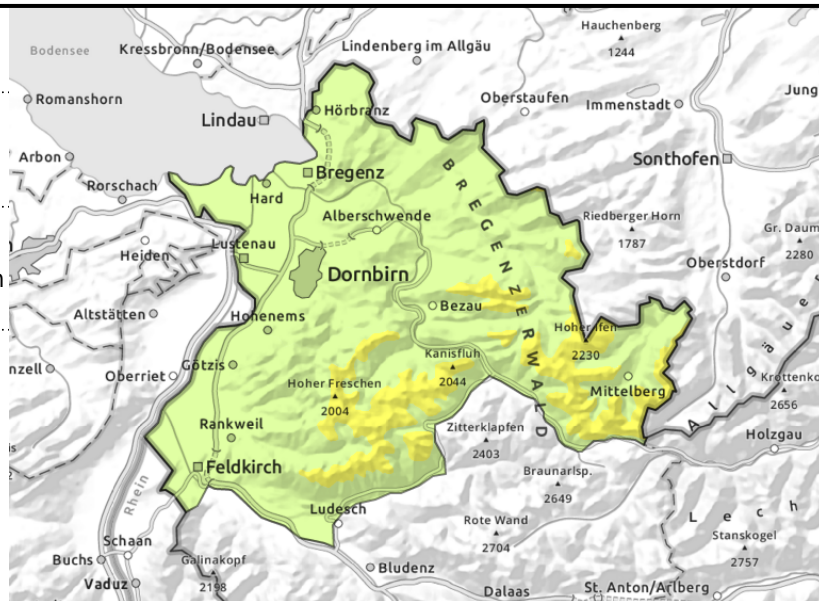 Hauchenberg
1244
Bodensee
Kressbronn/Bodensee
Lindenberg im Allgäu
Romanshorn
Hörbranz
Oberstaufen
Immenstadt
Jung
Lindau
Arbon
Bregenz
Sonthofen
Rorschach
Hard
Alberschwende
Riedberger Horn
1787
Gr. Daum
2280
Heiden
Lustenau
BREGENZERWALD
Dornbirn
Oberstdorf
Altstätten
Hohenems
Bezau
Hoher Ifen
2230
nzell
Oberriet
Götzis
Kanisfluh
2044
Hoher Freschen
2004
Mittelberg
Allgäuer
Krottenko
2656
Rankweil
Zitterklapfen
2403
Holzgau
Feldkirch
Braunarlsp.
2649
Rhein
Ludesch
Rote Wand
2704
Lech
Stanskogel
2757
Schaan
Buchs
Galinakopf
2198
Bludenz
Vaduz
Dalaas
St. Anton/Arlberg